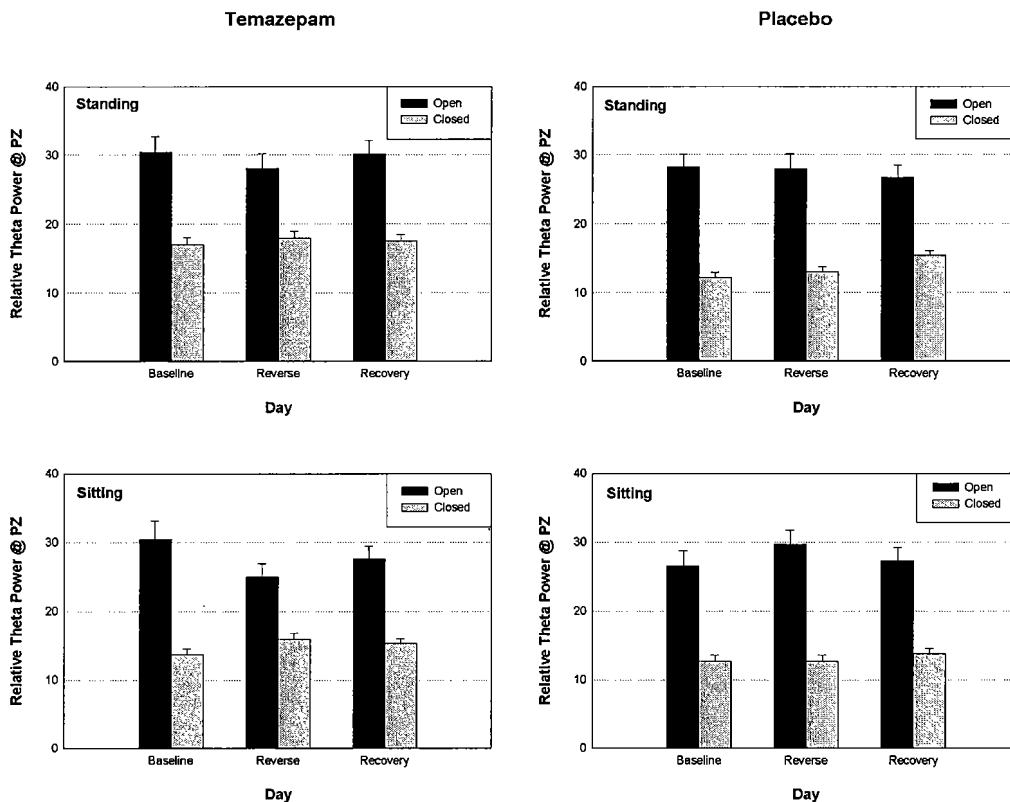 Temazepam
Placebo
Standing
Open
Closed
Relative Theta Power @ PZ
40
30
20
10
0
Baseline
Reverse
Recovery
Day
Standing
Open
Closed
Relative Theta Power @ PZ
40
30
20
10
0
Baseline
Reverse
Recovery
Day
Sitting
Open
Closed
Relative Theta Power @ PZ
40
30
20
10
0
Baseline
Reverse
Recovery
Day
Sitting
Open
Closed
Relative Theta Power @ PZ
40
30
20
10
0
Baseline
Reverse
Recovery
Day